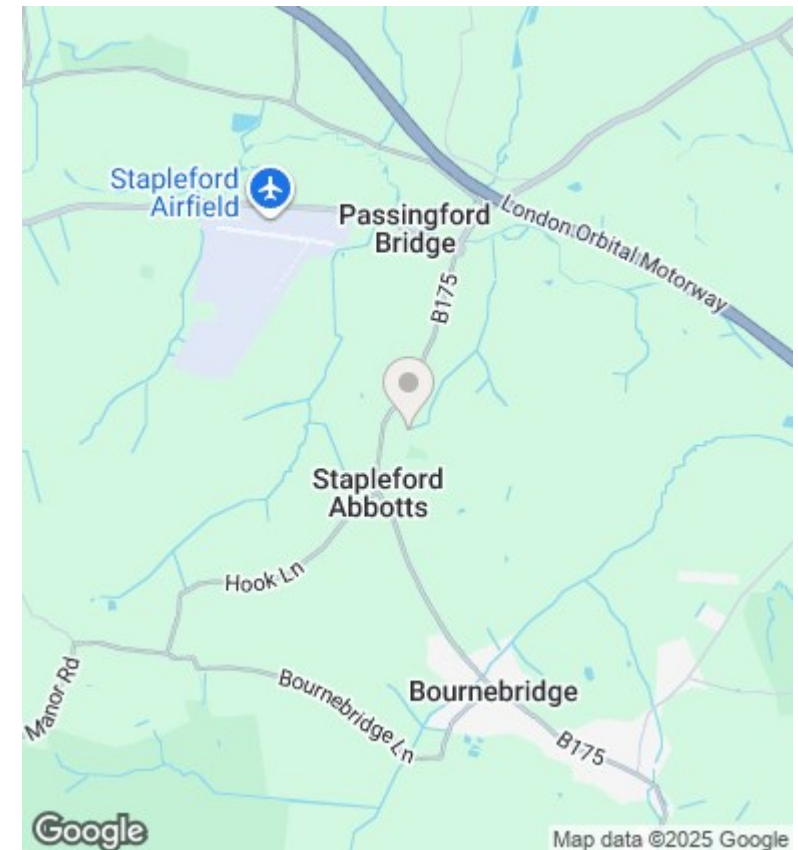 Stapleford
Airfield
Passingford
Bridge
London Orbital Motorway
B175
Stapleford
Abbotts
Hook Ln
Manor Rd
Bournebridge Ln
Bournebridge
B175
Google
Map data ©2025 Google